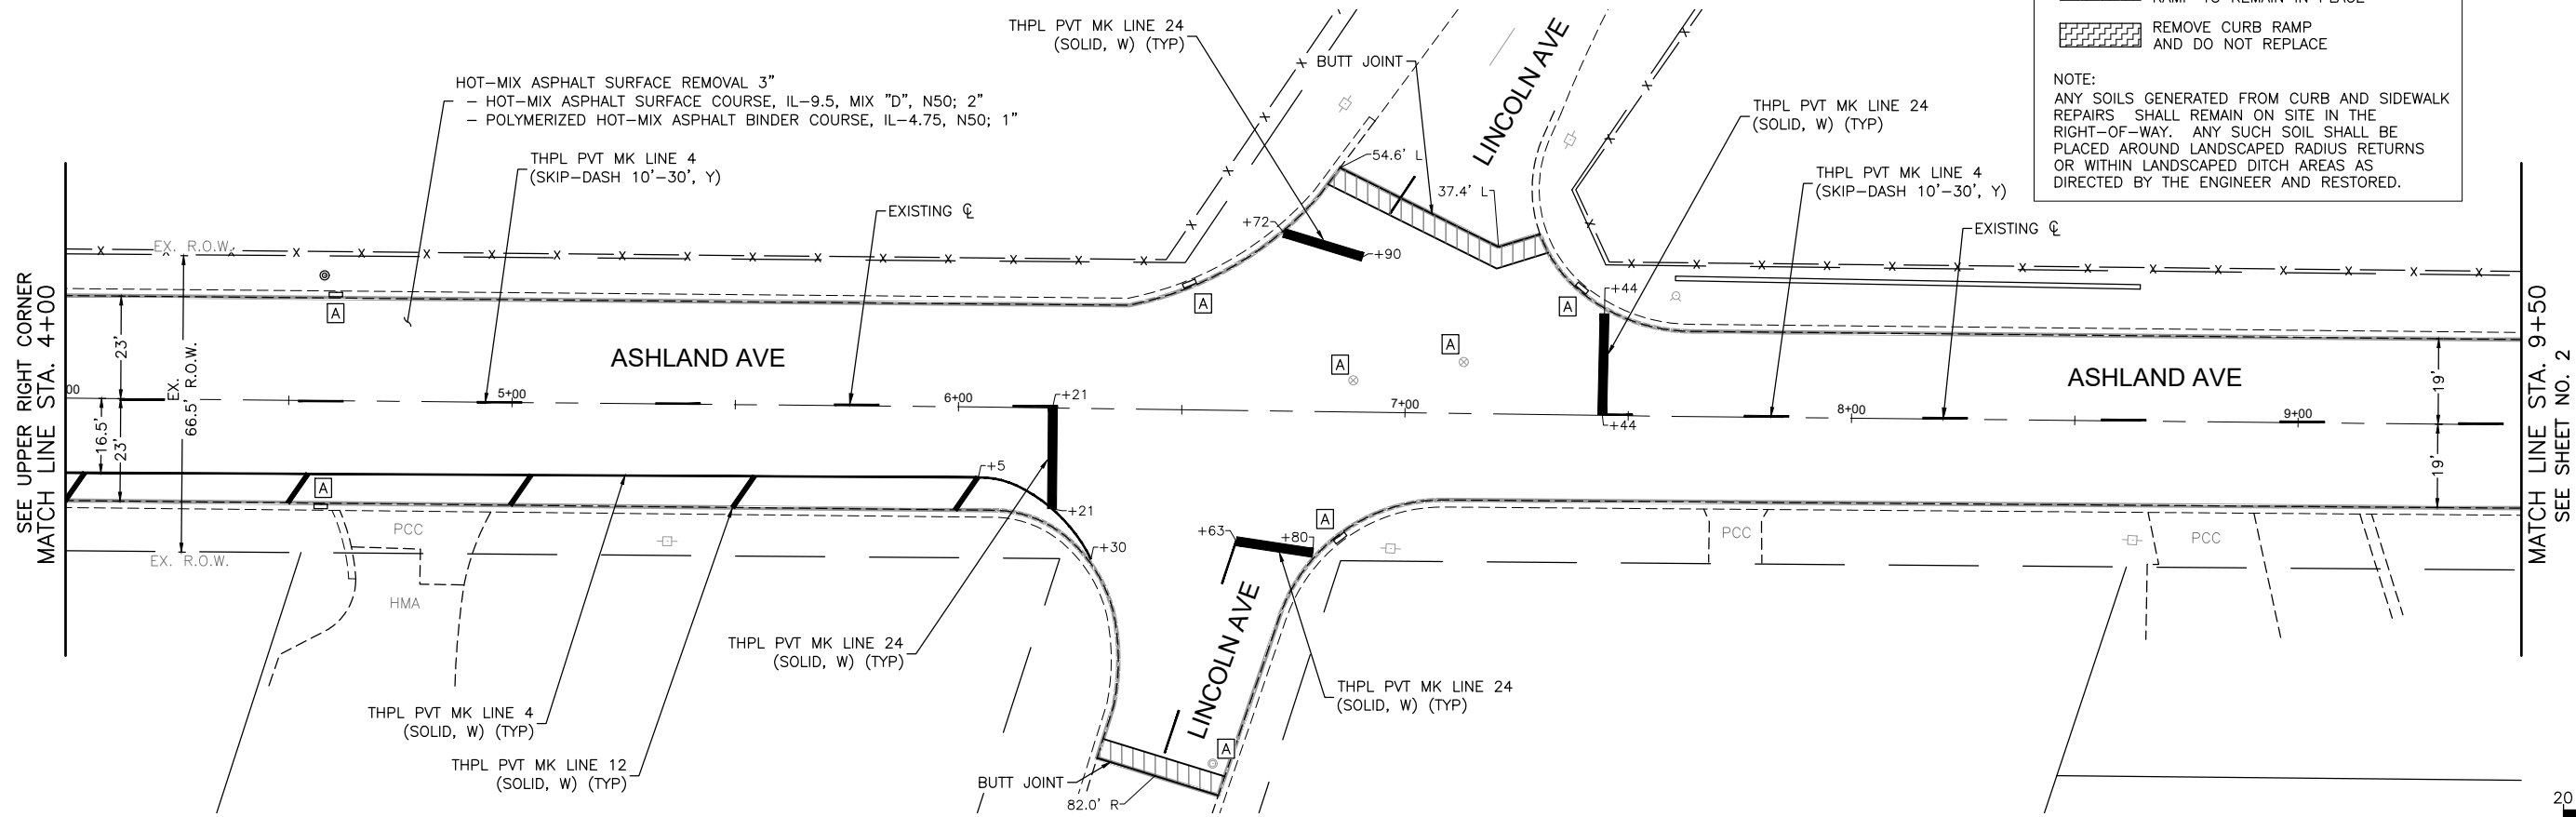 THPL PVT MK LINE 24
(SOLID, W) (TYP)
BUTT JOINT
LINCOLN AVE
REMOVE CURB RAMP
AND DO NOT REPLACE
NOTE:
ANY SOILS GENERATED FROM CURB AND SIDEWALK
REPAIRS SHALL REMAIN ON SITE IN THE
RIGHT-OF-WAY. ANY SUCH SOIL SHALL BE
PLACED AROUND LANDSCAPED RADIUS RETURNS
OR WITHIN LANDSCAPED DITCH AREAS AS
DIRECTED BY THE ENGINEER AND RESTORED.
HOT-MIX ASPHALT SURFACE REMOVAL 3"
- HOT-MIX ASPHALT SURFACE COURSE, IL-9.5, MIX "D", N50; 2"
- POLYMERIZED HOT-MIX ASPHALT BINDER COURSE, IL-4.75, N50; 1"
THPL PVT MK LINE 4
(SKIP-DASH 10'-30', Y)
EXISTING ℄
THPL PVT MK LINE 24
(SOLID, W) (TYP)
THPL PVT MK LINE 4
(SKIP-DASH 10'-30', Y)
EXISTING ℄
54.6' L
37.4' L
+72
+90
+44
EX. R.O.W.
A
A
A
A
A
SEE UPPER RIGHT CORNER
MATCH LINE STA. 4+00
23'
EX.
66.5' R.O.W.
ASHLAND AVE
ASHLAND AVE
19'
MATCH LINE STA. 9+50
SEE SHEET NO. 2
00
5+00
6+00
+21
7+00
+44
8+00
9+00
16.5'
23'
19'
A
+5
+21
+30
+63
+80
A
PCC
HMA
EX. R.O.W.
PCC
PCC
THPL PVT MK LINE 24
(SOLID, W) (TYP)
LINCOLN AVE
THPL PVT MK LINE 24
(SOLID, W) (TYP)
THPL PVT MK LINE 4
(SOLID, W) (TYP)
THPL PVT MK LINE 12
(SOLID, W) (TYP)
A
BUTT JOINT
82.0' R
20